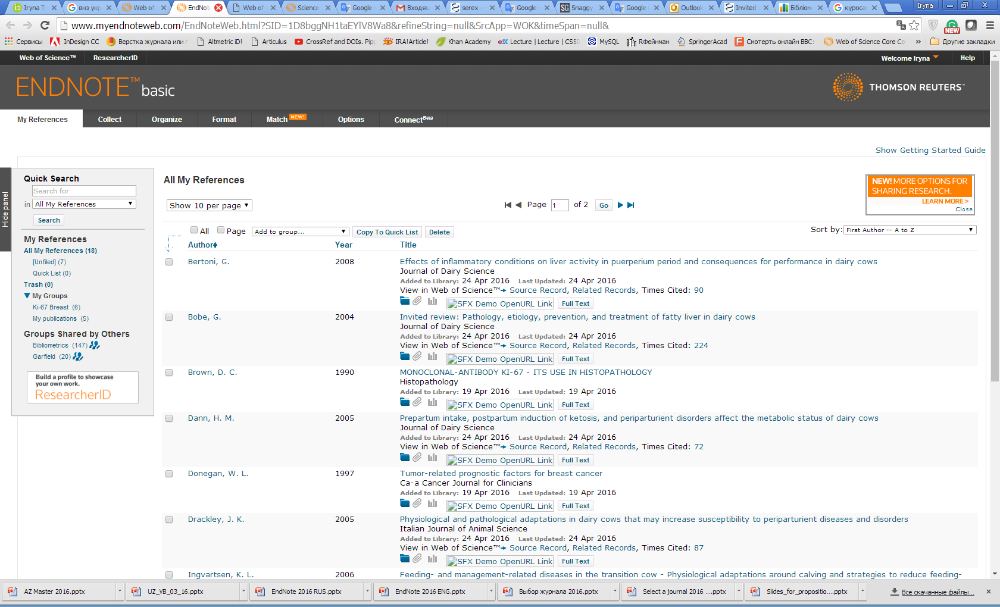 Iryna Ty
внз укр
Web of
EndNote
Web of
Science
Google
Входящ
serex -
Google
Snaggy
Google
Outlook
Invited
Бібліом
куроса
Iryna
www.myendnoteweb.com/EndNoteWeb.html?SID=1D8bggNH1taEYlV8Wa8&refineString=null&SrcApp=WOK&timeSpan=null&
NEW
Сервисы InDesign CC Верстка журнала или Altmetric iD! Articulus CrossRef and DOIs. Pip IRA!Article! Khan Academy edX Lecture | Lecture | CS50 MySQL RФейнман SpringerAcad Смотерть онлайн BBC: Web of Science Core Co » Другие закладки
Web of Science™ ResearcherID Welcome Iryna Help
ENDNOTE™ basic
THOMSON REUTERS™
My References Collect Organize Format Match NEW! Options Connect Beta
Show Getting Started Guide
Hide panel
Quick Search
Search for
in All My References
Search
My References
All My References (18)
[Unfiled] (7)
Quick List (0)
Trash (0)
My Groups
Ki-67 Breast (6)
My publications (5)
Groups Shared by Others
Bibliometrics (147)
Garfield (20)
Build a profile to showcase
your own work.
ResearcherID
All My References
Show 10 per page
Page 1 of 2 Go
NEW! MORE OPTIONS FOR
SHARING RESEARCH.
LEARN MORE >
Close
All Page Add to group... Copy To Quick List Delete
Sort by: First Author -- A to Z
Author Year Title
Bertoni, G. 2008 Effects of inflammatory conditions on liver activity in puerperium period and consequences for performance in dairy cows
Journal of Dairy Science
Added to Library: 24 Apr 2016 Last Updated: 24 Apr 2016
View in Web of Science™ Source Record, Related Records, Times Cited: 90
SFX Demo OpenURL Link Full Text
Bobe, G. 2004 Invited review: Pathology, etiology, prevention, and treatment of fatty liver in dairy cows
Journal of Dairy Science
Added to Library: 24 Apr 2016 Last Updated: 24 Apr 2016
View in Web of Science™ Source Record, Related Records, Times Cited: 224
SFX Demo OpenURL Link Full Text
Brown, D. C. 1990 MONOCLONAL-ANTIBODY KI-67 - ITS USE IN HISTOPATHOLOGY
Histopathology
Added to Library: 19 Apr 2016 Last Updated: 19 Apr 2016
SFX Demo OpenURL Link Full Text
Dann, H. M. 2005 Prepartum intake, postpartum induction of ketosis, and periparturient disorders affect the metabolic status of dairy cows
Journal of Dairy Science
Added to Library: 24 Apr 2016 Last Updated: 24 Apr 2016
View in Web of Science™ Source Record, Related Records, Times Cited: 72
SFX Demo OpenURL Link Full Text
Donegan, W. L. 1997 Tumor-related prognostic factors for breast cancer
Ca-a Cancer Journal for Clinicians
Added to Library: 19 Apr 2016 Last Updated: 19 Apr 2016
SFX Demo OpenURL Link Full Text
Drackley, J. K. 2005 Physiological and pathological adaptations in dairy cows that may increase susceptibility to periparturient diseases and disorders
Italian Journal of Animal Science
Added to Library: 24 Apr 2016 Last Updated: 24 Apr 2016
View in Web of Science™ Source Record, Related Records, Times Cited: 87
SFX Demo OpenURL Link Full Text
Ingvartsen, K. L. 2006 Feeding- and management-related diseases in the transition cow - Physiological adaptations around calving and strategies to reduce feeding-
AZ Master 2016.pptx UZ_VB_03_16.pptx EndNote 2016 RUS.pptx EndNote 2016 ENG.pptx Выбор журнала 2016.pptx Select a journal 2016 ....pptx Slides_for_propositio....pptx Все скачанные файлы...